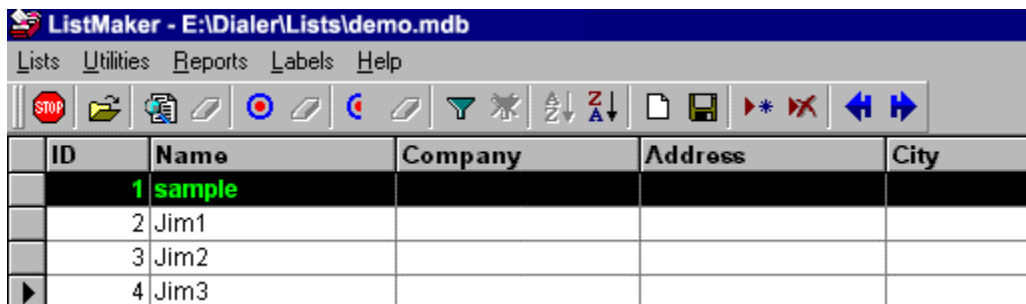 ListMaker - E:\Dialer\Lists\demo.mdb
Lists Utilities Reports Labels Help
STOP A Z Z A
ID Name Company Address City
1 sample
2 Jim1
3 Jim2
4 Jim3